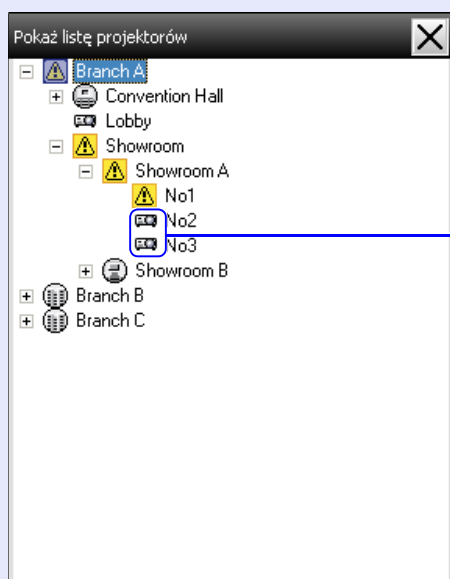 Pokaż listę projektorów
Branch A
Convention Hall
Lobby
Showroom
Showroom A
No1
No2
No3
Showroom B
Branch B
Branch C